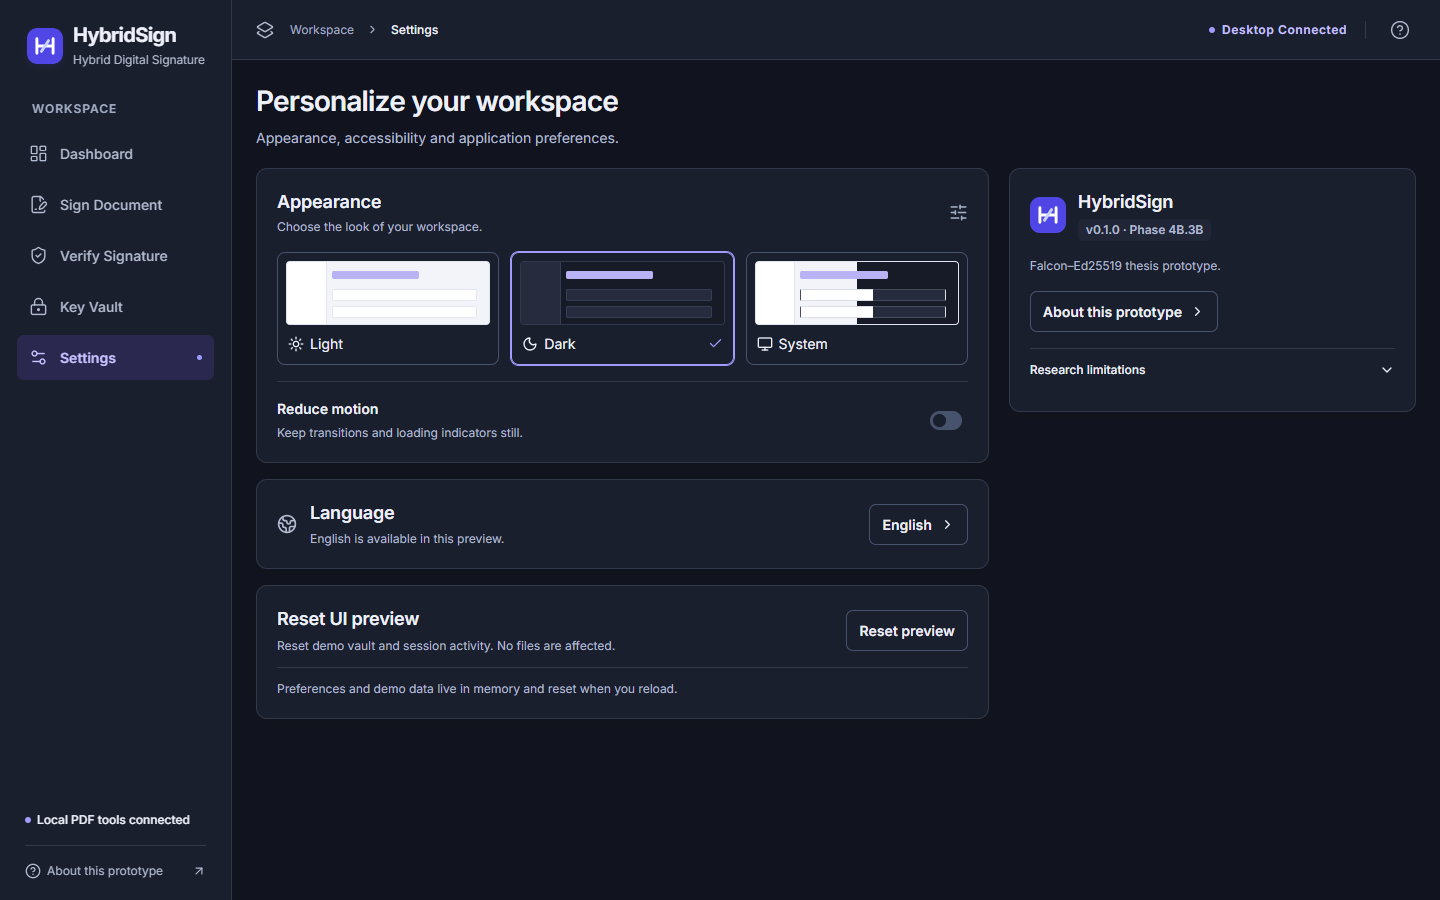 HybridSign
Hybrid Digital Signature
WORKSPACE
Dashboard
Sign Document
Verify Signature
Key Vault
Settings
Local PDF tools connected
About this prototype
Workspace
Settings
Desktop Connected
Personalize your workspace
Appearance, accessibility and application preferences.
Appearance
Choose the look of your workspace.
Light
Dark
System
Reduce motion
Keep transitions and loading indicators still.
Language
English is available in this preview.
English
Reset UI preview
Reset demo vault and session activity. No files are affected.
Reset preview
Preferences and demo data live in memory and reset when you reload.
HybridSign
v0.1.0 · Phase 4B.3B
Falcon–Ed25519 thesis prototype.
About this prototype
Research limitations